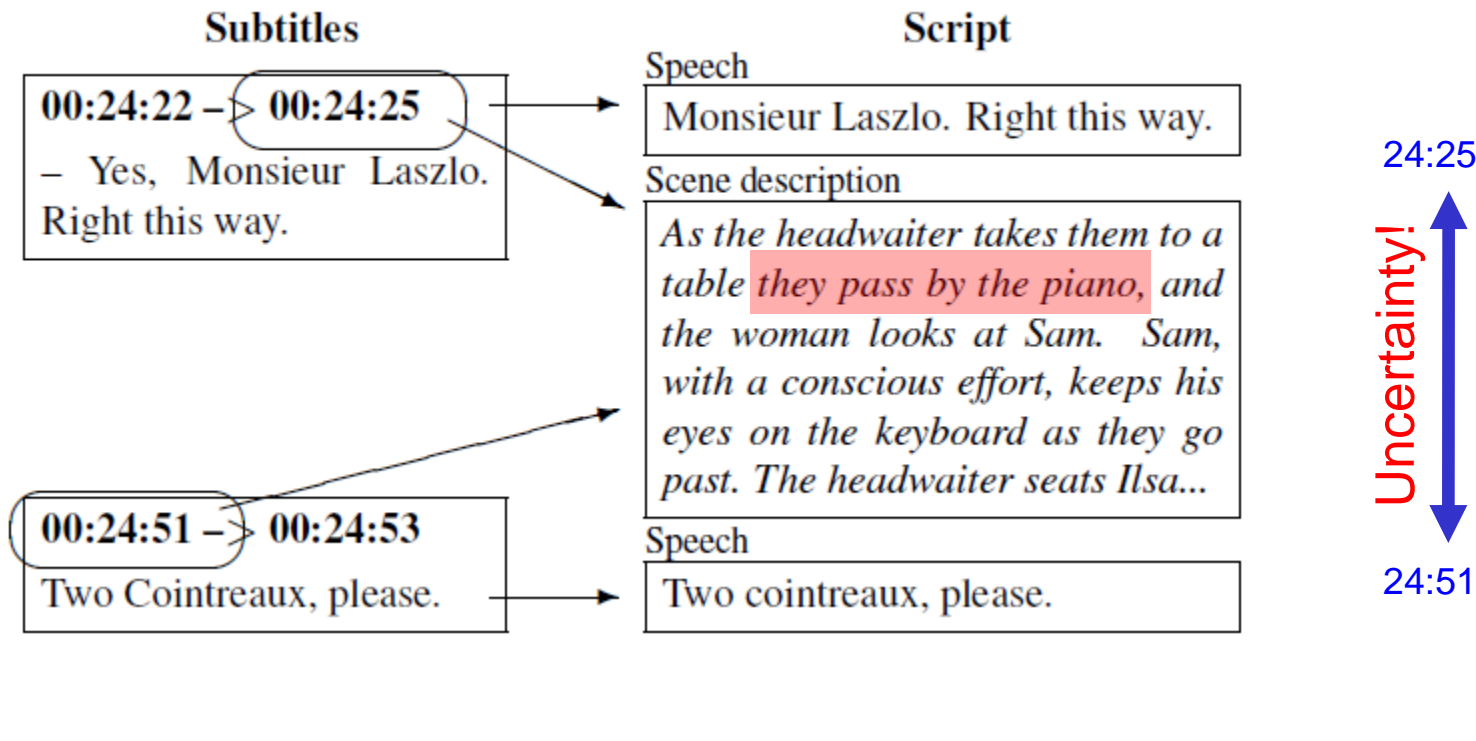 Subtitles
00:24:22 –> 00:24:25
– Yes, Monsieur Laszlo.
Right this way.
00:24:51 –> 00:24:53
Two Cointreaux, please.
Script
Speech
Monsieur Laszlo. Right this way.
Scene description
As the headwaiter takes them to a
table they pass by the piano, and
the woman looks at Sam. Sam,
with a conscious effort, keeps his
eyes on the keyboard as they go
past. The headwaiter seats Ilsa...
Speech
Two cointreaux, please.
24:25
Uncertainty!
24:51